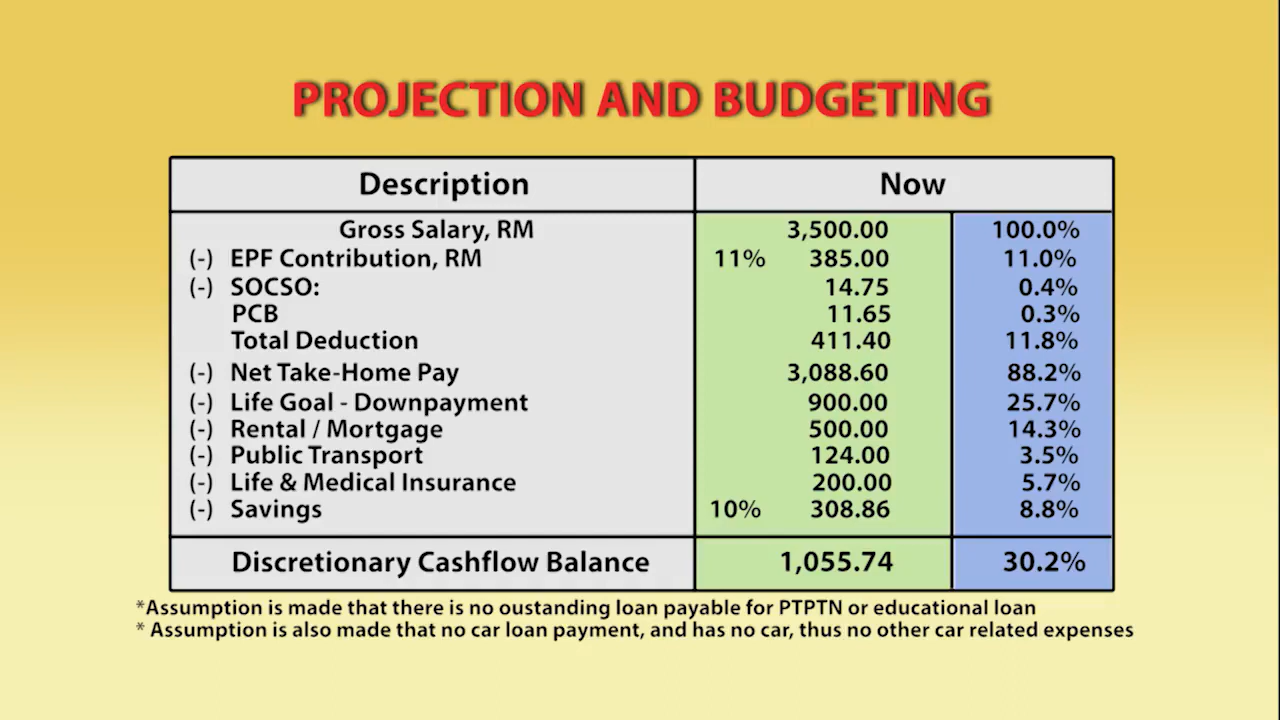 PROJECTION AND BUDGETING
Description Now
Gross Salary, RM 3,500.00 100.0%
(-) EPF Contribution, RM 11% 385.00 11.0%
(-) SOCSO: 14.75 0.4%
PCB 11.65 0.3%
Total Deduction 411.40 11.8%
(-) Net Take-Home Pay 3,088.60 88.2%
(-) Life Goal - Downpayment 900.00 25.7%
(-) Rental / Mortgage 500.00 14.3%
(-) Public Transport 124.00 3.5%
(-) Life & Medical Insurance 200.00 5.7%
(-) Savings 10% 308.86 8.8%
Discretionary Cashflow Balance 1,055.74 30.2%
*Assumption is made that there is no oustanding loan payable for PTPTN or educational loan
* Assumption is also made that no car loan payment, and has no car, thus no other car related expenses